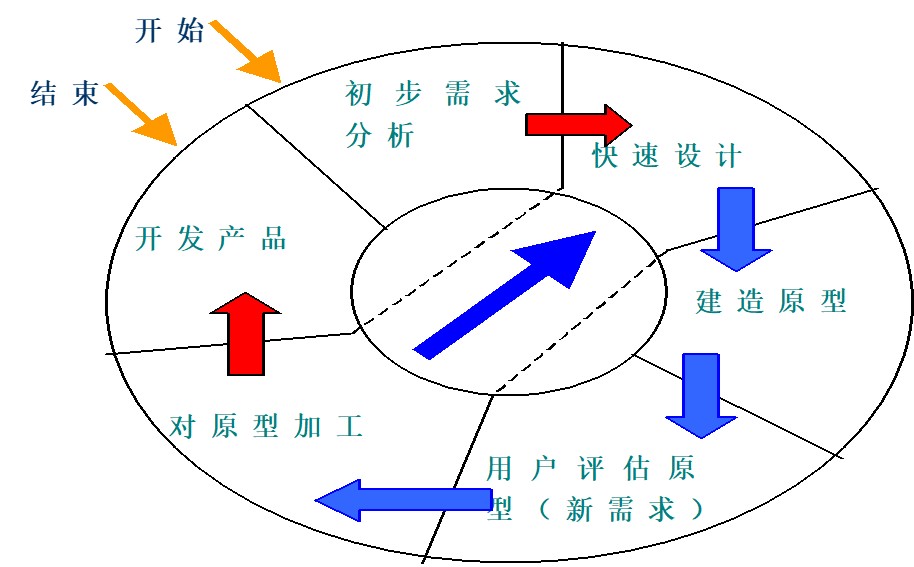 开始
结束
初步需求
分析
快速设计
开发产品
建造原型
对原型加工
用户评估原
型（新需求）